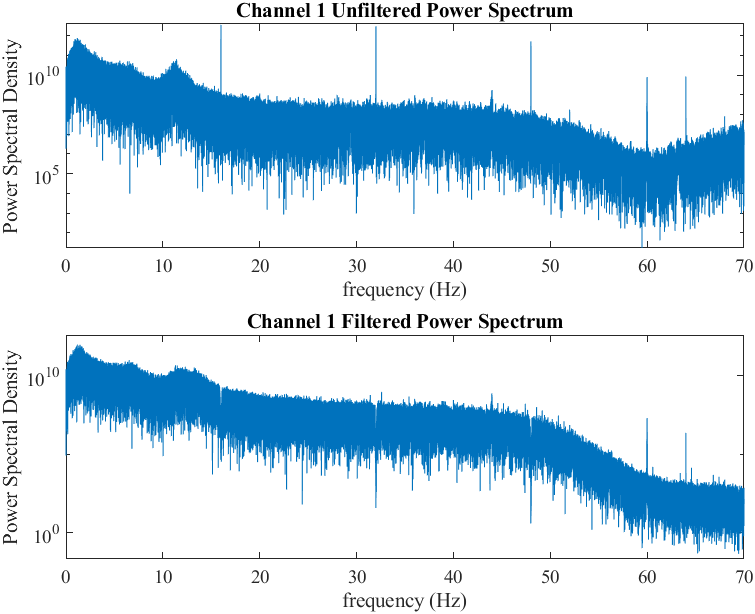 Channel 1 Unfiltered Power Spectrum
Power Spectral Density
10^10
10^5
0 10 20 30 40 50 60 70
frequency (Hz)
Channel 1 Filtered Power Spectrum
Power Spectral Density
10^10
10^0
0 10 20 30 40 50 60 70
frequency (Hz)